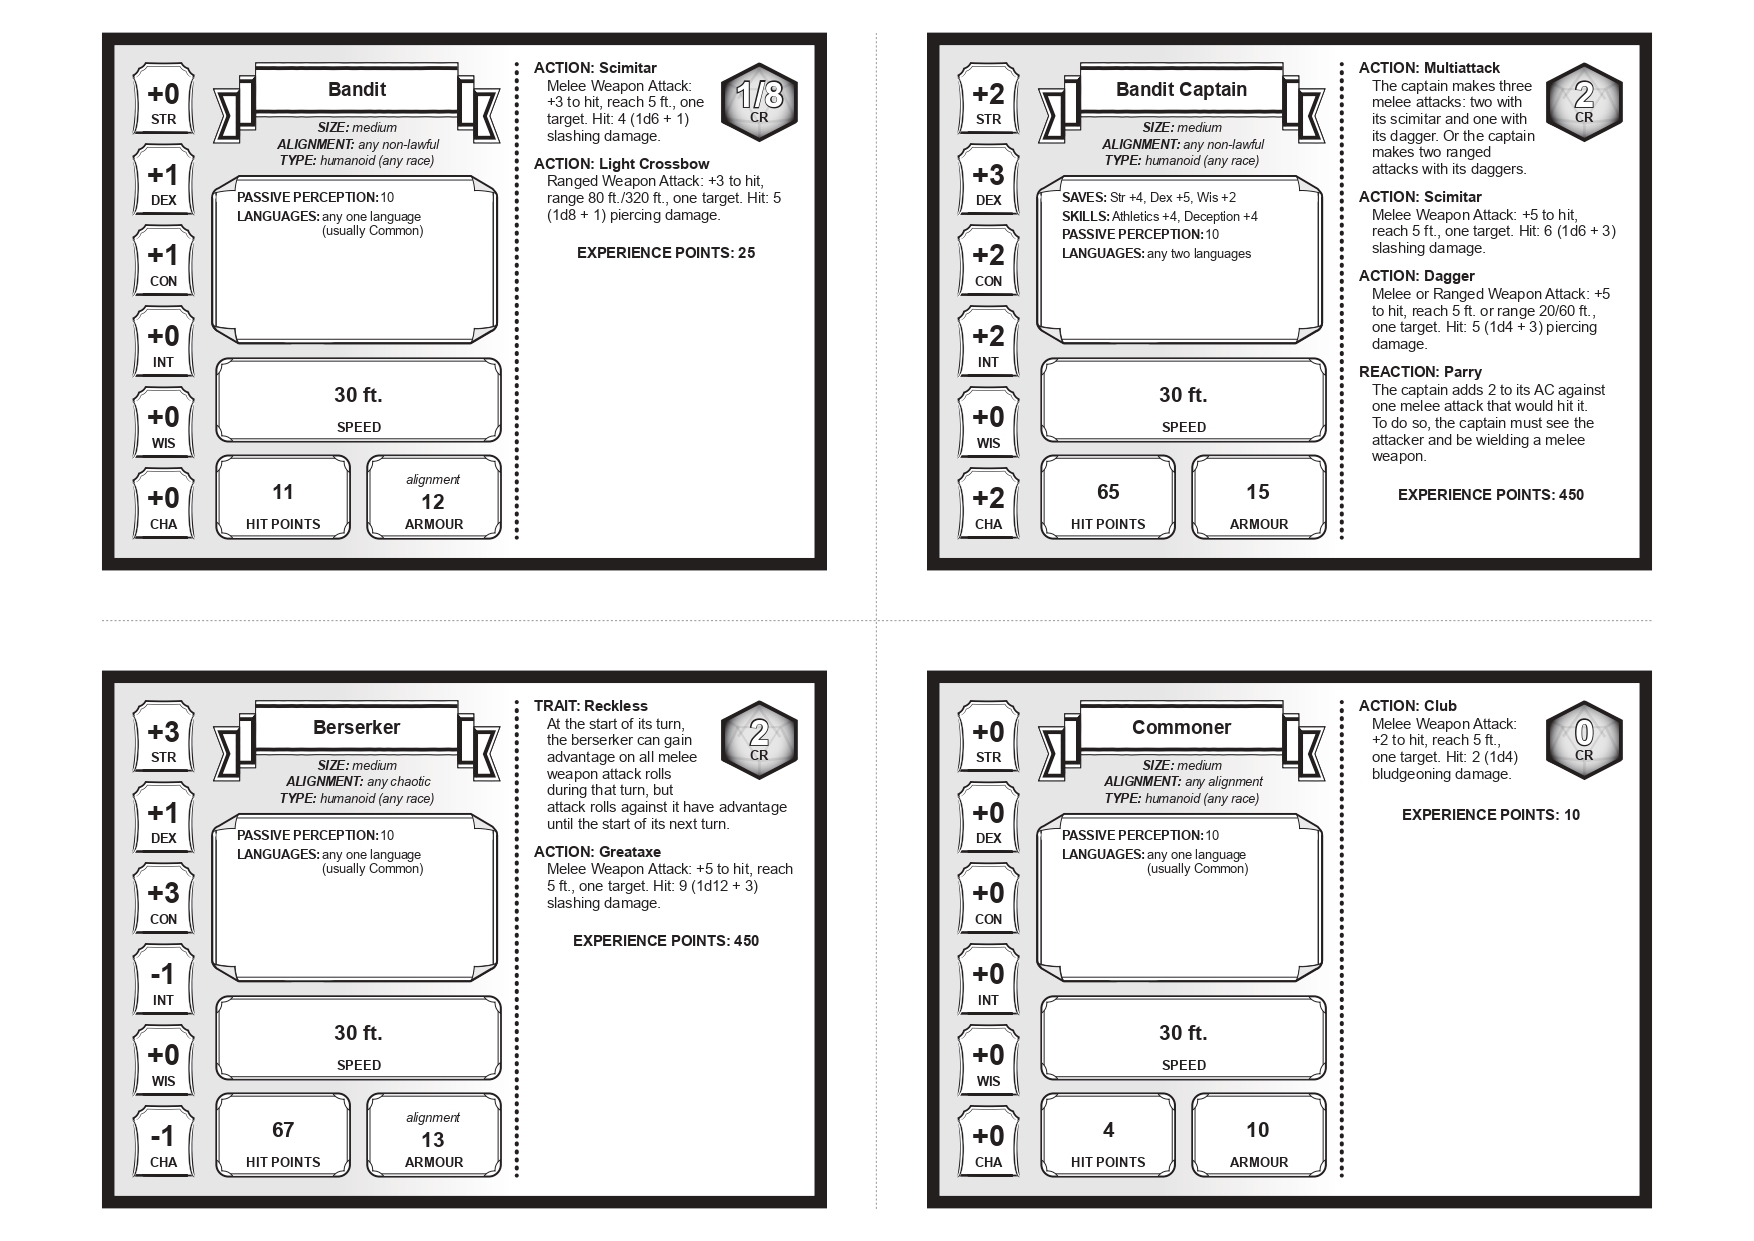 +0
STR
+1
DEX
+1
CON
+0
INT
+0
WIS
+0
CHA
Bandit
SIZE: medium
ALIGNMENT: any non-lawful
TYPE: humanoid (any race)
PASSIVE PERCEPTION: 10
LANGUAGES: any one language
(usually Common)
30 ft.
SPEED
11
HIT POINTS
alignment
12
ARMOUR
ACTION: Scimitar
Melee Weapon Attack:
+3 to hit, reach 5 ft., one
target. Hit: 4 (1d6 + 1)
slashing damage.
1/8
CR
ACTION: Light Crossbow
Ranged Weapon Attack: +3 to hit,
range 80 ft./320 ft., one target. Hit: 5
(1d8 + 1) piercing damage.
EXPERIENCE POINTS: 25
+2
STR
+3
DEX
+2
CON
+2
INT
+0
WIS
+2
CHA
Bandit Captain
SIZE: medium
ALIGNMENT: any non-lawful
TYPE: humanoid (any race)
SAVES: Str +4, Dex +5, Wis +2
SKILLS: Athletics +4, Deception +4
PASSIVE PERCEPTION: 10
LANGUAGES: any two languages
30 ft.
SPEED
65
HIT POINTS
15
ARMOUR
ACTION: Multiattack
The captain makes three
melee attacks: two with
its scimitar and one with
its dagger. Or the captain
makes two ranged
attacks with its daggers.
2
CR
ACTION: Scimitar
Melee Weapon Attack: +5 to hit,
reach 5 ft., one target. Hit: 6 (1d6 + 3)
slashing damage.
ACTION: Dagger
Melee or Ranged Weapon Attack: +5
to hit, reach 5 ft. or range 20/60 ft.,
one target. Hit: 5 (1d4 + 3) piercing
damage.
REACTION: Parry
The captain adds 2 to its AC against
one melee attack that would hit it.
To do so, the captain must see the
attacker and be wielding a melee
weapon.
EXPERIENCE POINTS: 450
+3
STR
+1
DEX
+3
CON
-1
INT
+0
WIS
-1
CHA
Berserker
SIZE: medium
ALIGNMENT: any chaotic
TYPE: humanoid (any race)
PASSIVE PERCEPTION: 10
LANGUAGES: any one language
(usually Common)
30 ft.
SPEED
67
HIT POINTS
alignment
13
ARMOUR
TRAIT: Reckless
At the start of its turn,
the berserker can gain
advantage on all melee
weapon attack rolls
during that turn, but
attack rolls against it have advantage
until the start of its next turn.
2
CR
ACTION: Greataxe
Melee Weapon Attack: +5 to hit, reach
5 ft., one target. Hit: 9 (1d12 + 3)
slashing damage.
EXPERIENCE POINTS: 450
+0
STR
+0
DEX
+0
CON
+0
INT
+0
WIS
+0
CHA
Commoner
SIZE: medium
ALIGNMENT: any alignment
TYPE: humanoid (any race)
PASSIVE PERCEPTION: 10
LANGUAGES: any one language
(usually Common)
30 ft.
SPEED
4
HIT POINTS
10
ARMOUR
ACTION: Club
Melee Weapon Attack:
+2 to hit, reach 5 ft.,
one target. Hit: 2 (1d4)
bludgeoning damage.
0
CR
EXPERIENCE POINTS: 10